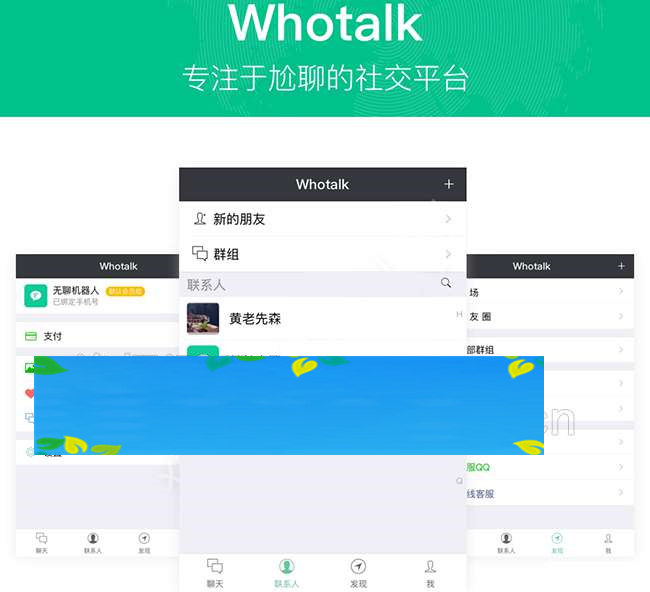 Whotalk
专注于尬聊的社交平台
Whotalk
新的朋友
群组
联系人
黄老先森
H
Q
聊天 联系人 发现 我
Whotalk
无聊机器人
已绑定手机号
支付
聊天 联系人 发现
Whotalk
场
友 圈
部群组
服QQ
线客服
联系人 发现 我
cn